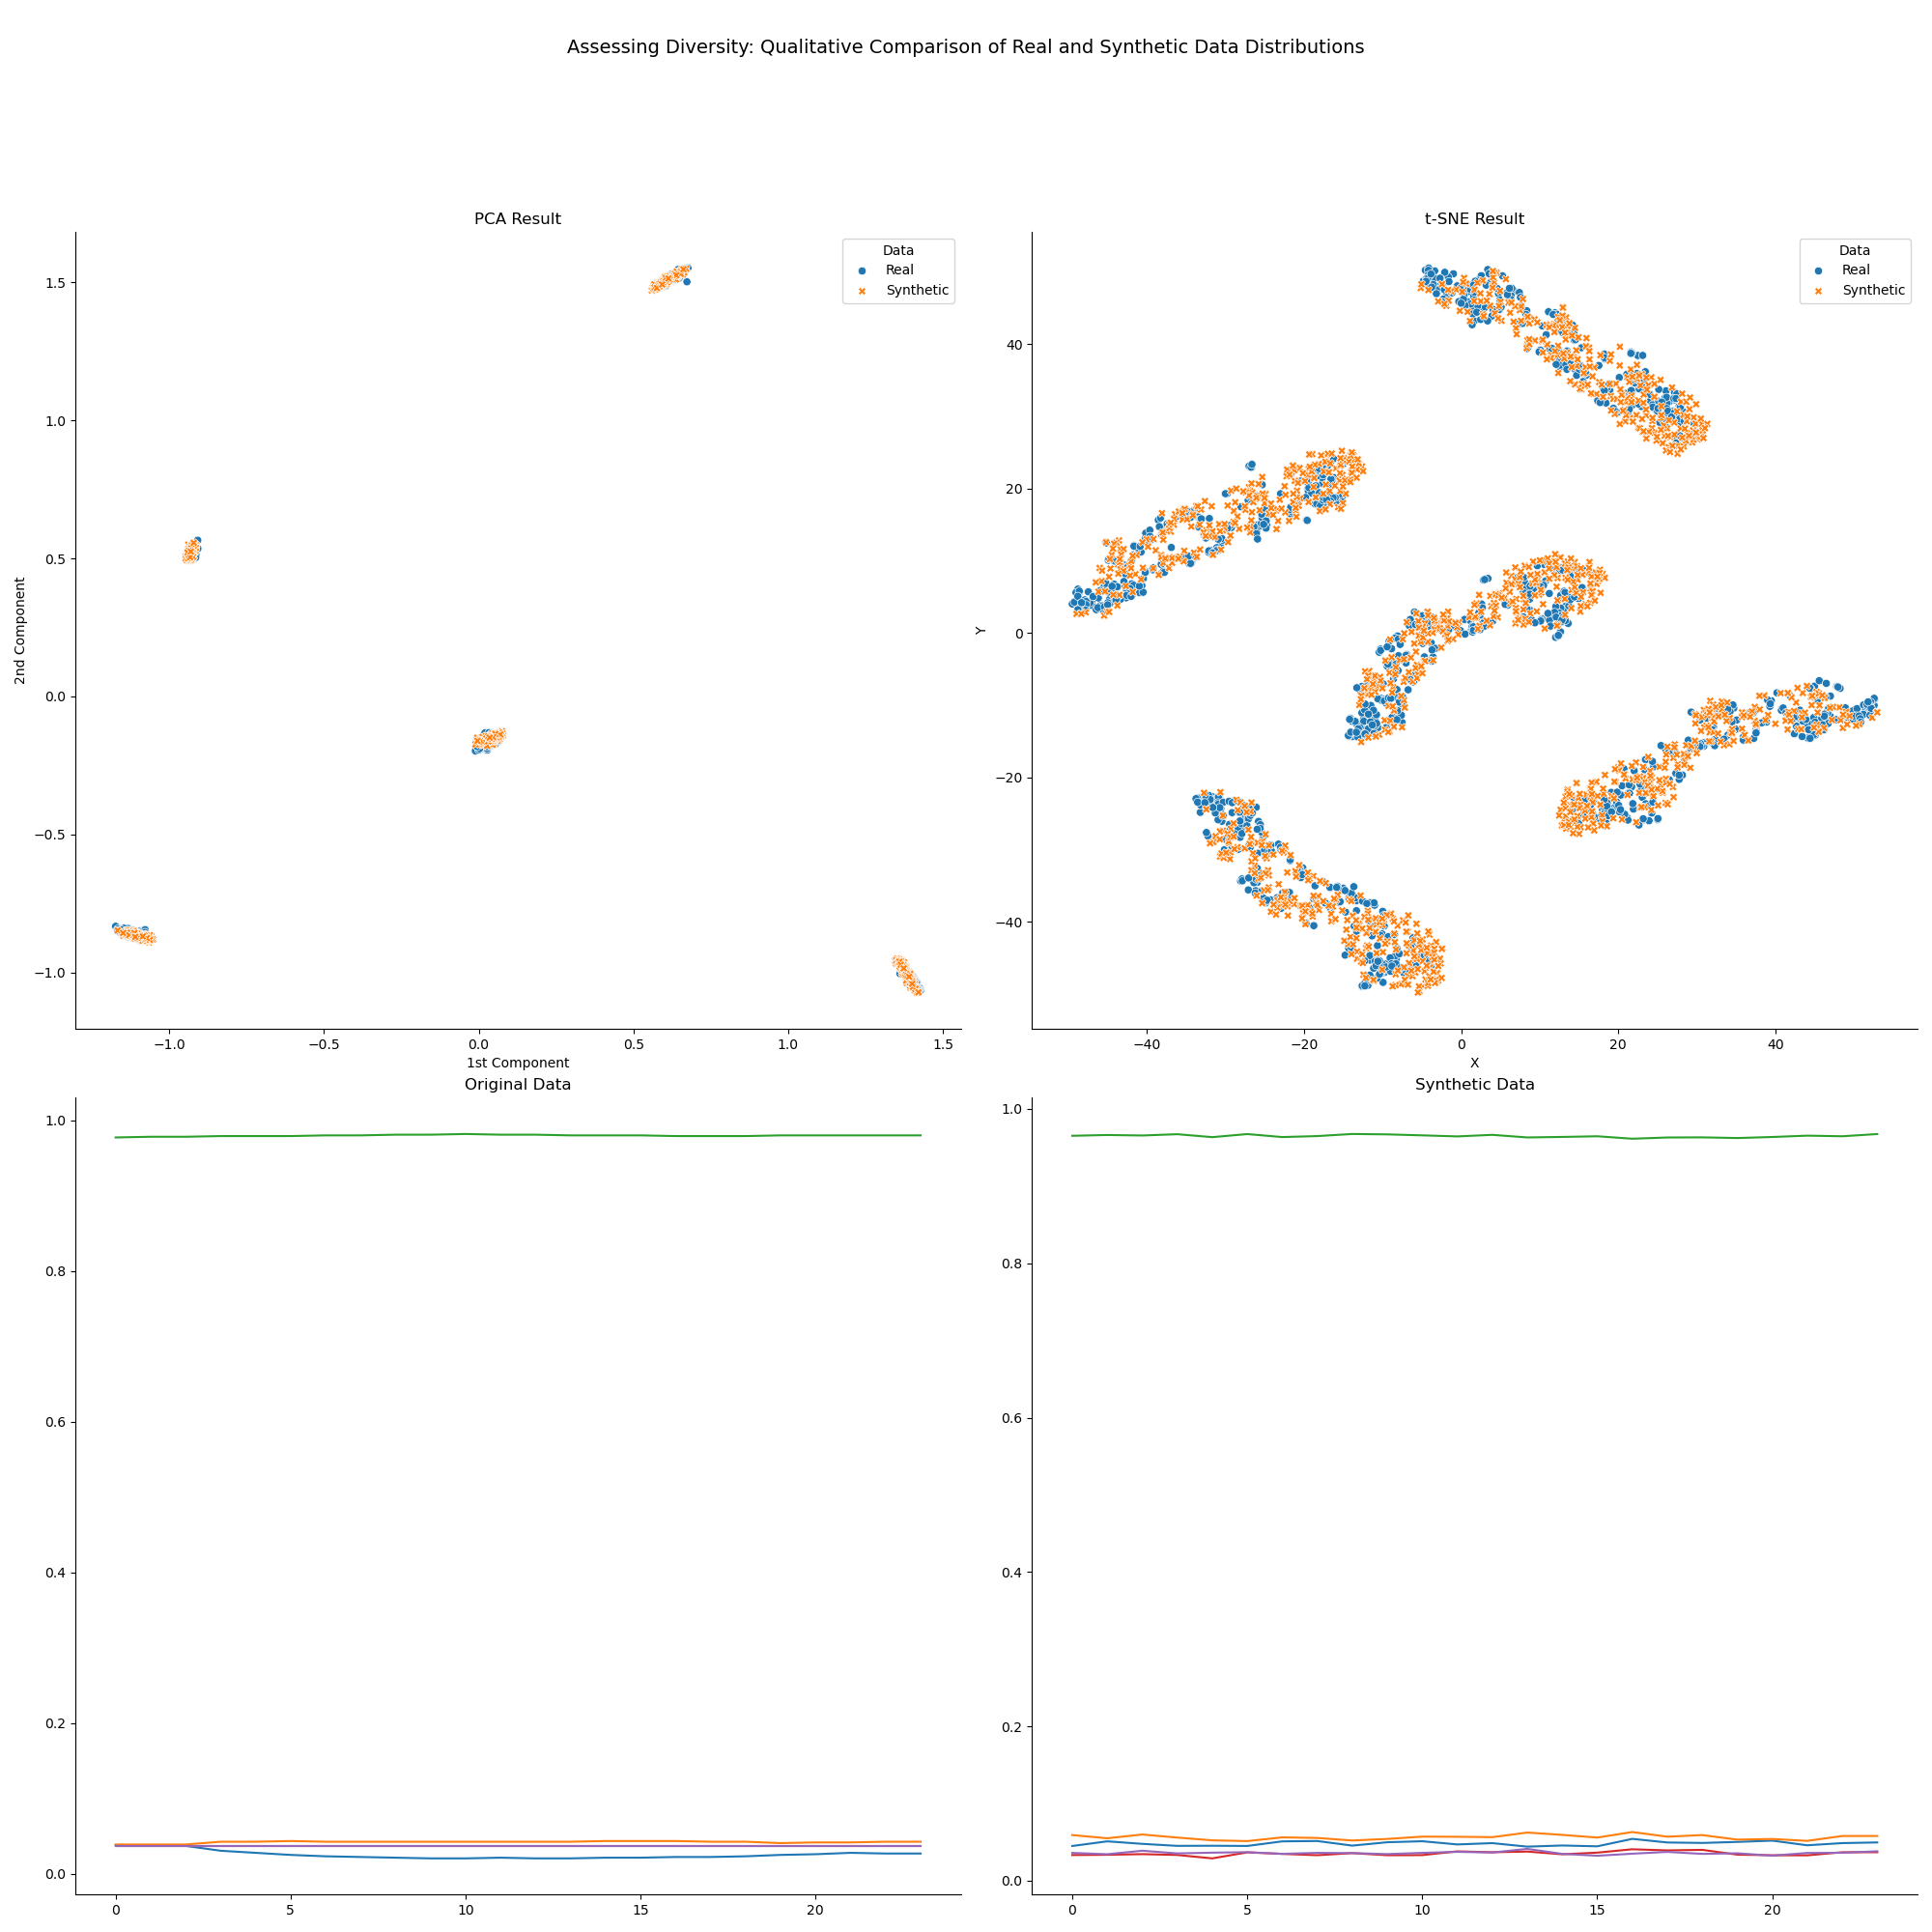 Assessing Diversity: Qualitative Comparison of Real and Synthetic Data Distributions
PCA Result
Data
Real
Synthetic
1.5
1.0
0.5
0.0
−0.5
−1.0
2nd Component
−1.0
−0.5
0.0
0.5
1.0
1.5
1st Component
t-SNE Result
Data
Real
Synthetic
40
20
0
−20
−40
Y
−40
−20
0
20
40
X
Original Data
1.0
0.8
0.6
0.4
0.2
0.0
0
5
10
15
20
Synthetic Data
1.0
0.8
0.6
0.4
0.2
0.0
0
5
10
15
20